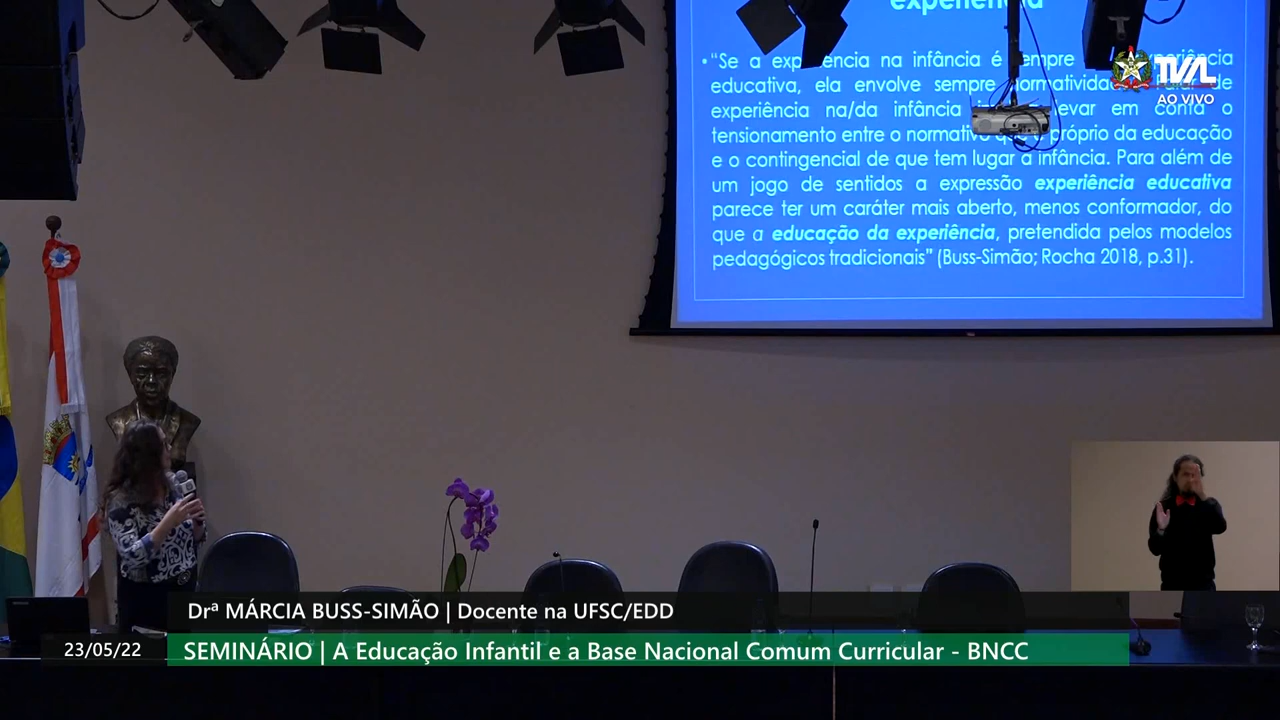 experiência
• “Se a experiência na infância é sempre experiência
educativa, ela envolve sempre normatividade de
experiência na/da infância levar em conta o
tensionamento entre o normativo que é próprio da educação
e o contingencial de que tem lugar a infância. Para além de
um jogo de sentidos a expressão experiência educativa
parece ter um caráter mais aberto, menos conformador, do
que a educação da experiência, pretendida pelos modelos
pedagógicos tradicionais” (Buss-Simão; Rocha 2018, p.31).
TVAL
AO VIVO
Drª MÁRCIA BUSS-SIMÃO | Docente na UFSC/EDD
23/05/22
SEMINÁRIO | A Educação Infantil e a Base Nacional Comum Curricular - BNCC